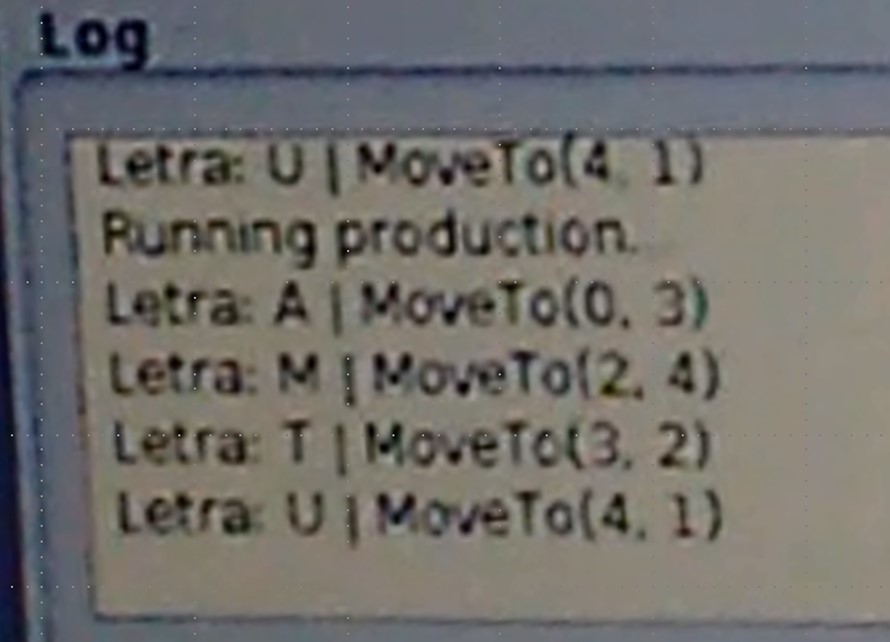 Log
Letra: U | MoveTo(4, 1)
Running production.
Letra: A | MoveTo(0, 3)
Letra: M | MoveTo(2, 4)
Letra: T | MoveTo(3, 2)
Letra: U | MoveTo(4, 1)